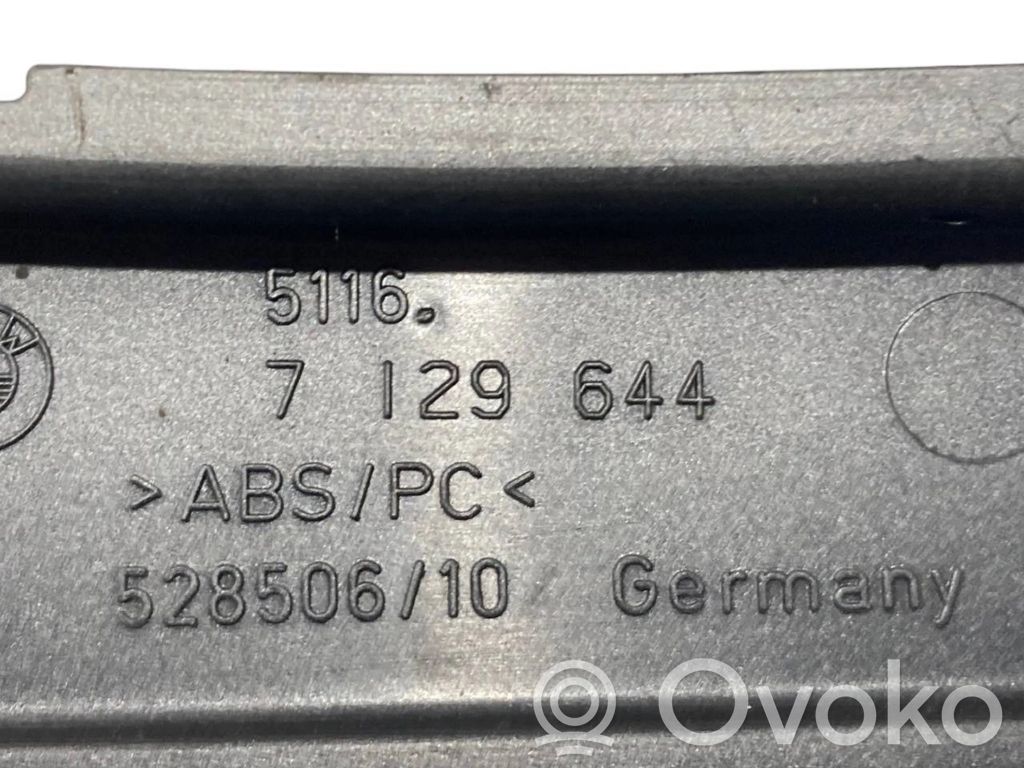 5116.
7 129 644
W
>ABS/PC<
528506/10 Germany
Ovoko